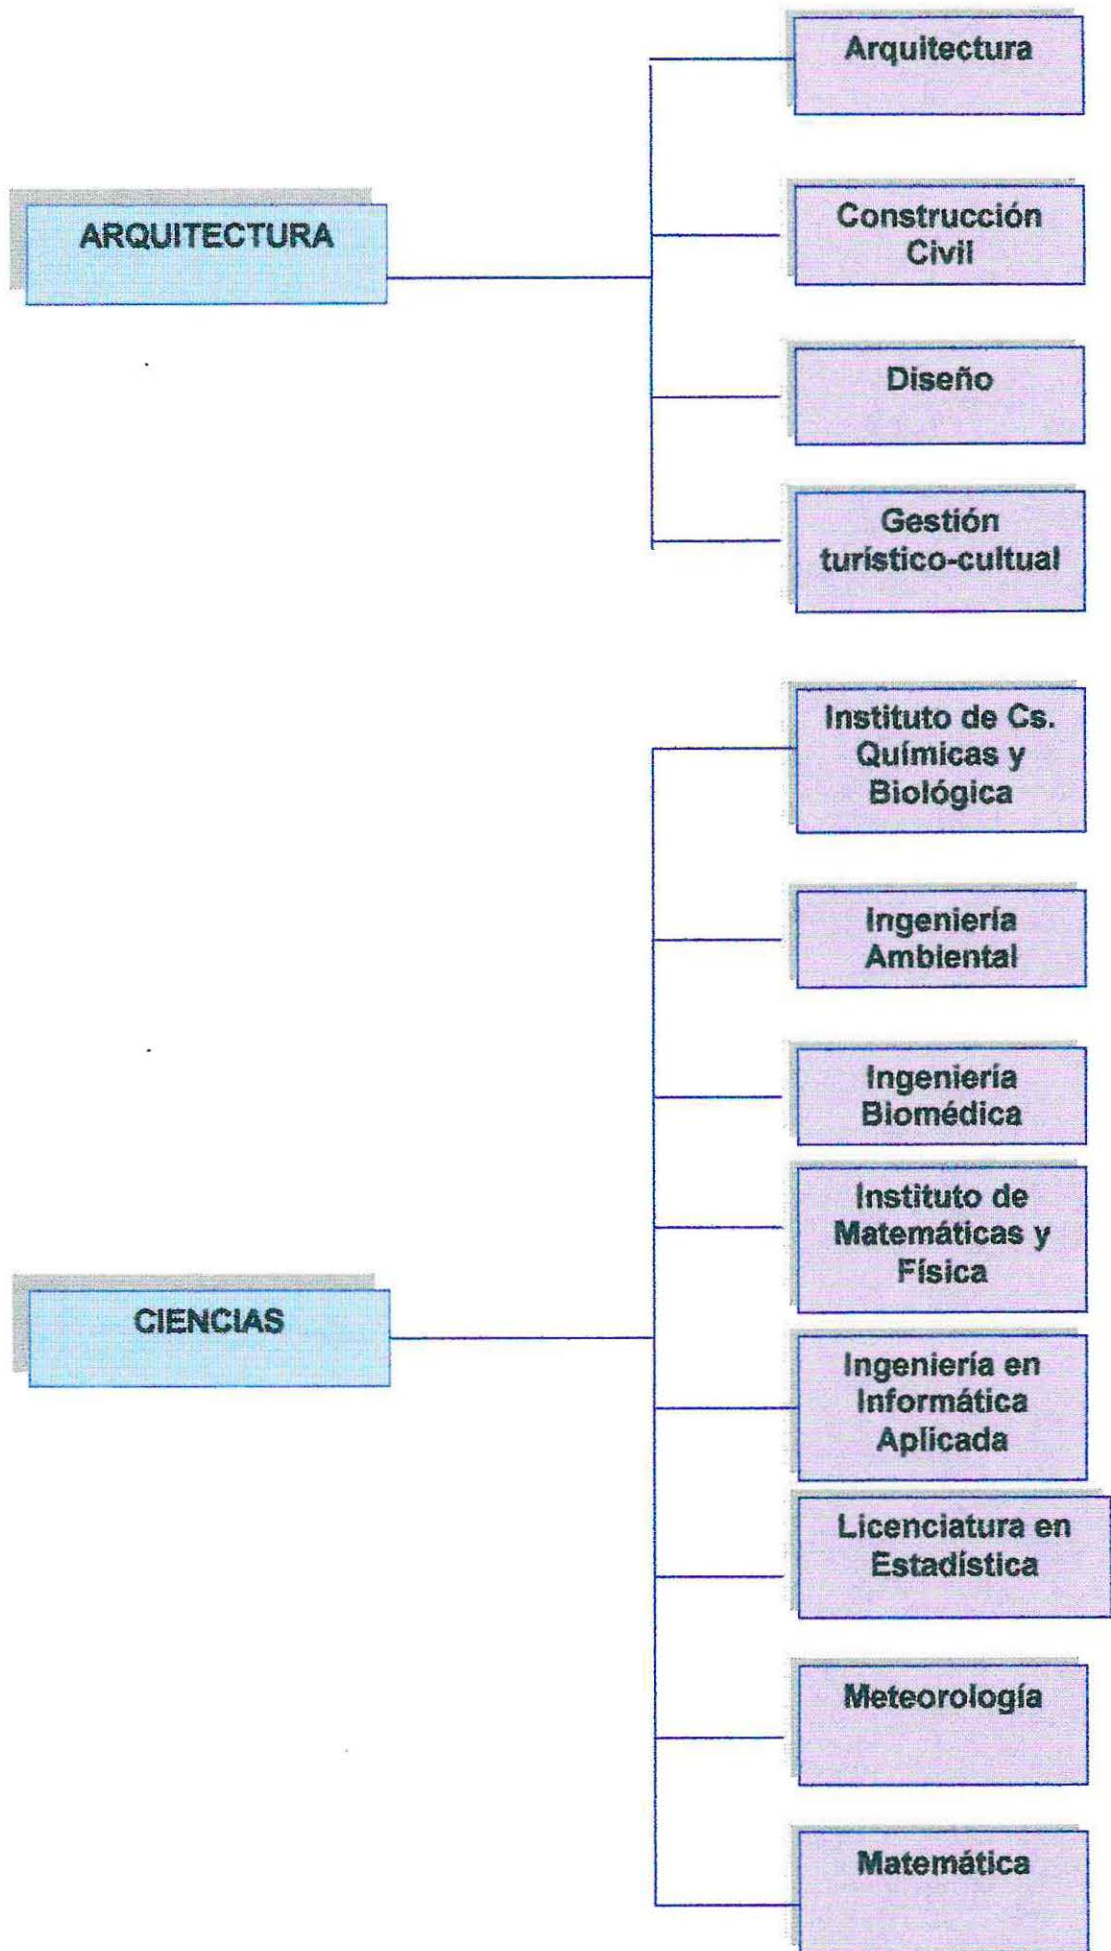 ARQUITECTURA
Arquitectura
Construcción
Civil
Diseño
Gestión
turístico-cultual
CIENCIAS
Instituto de Cs.
Químicas y
Biológica
Ingeniería
Ambiental
Ingeniería
Biomédica
Instituto de
Matemáticas y
Física
Ingeniería en
Informática
Aplicada
Licenciatura en
Estadística
Meteorología
Matemática